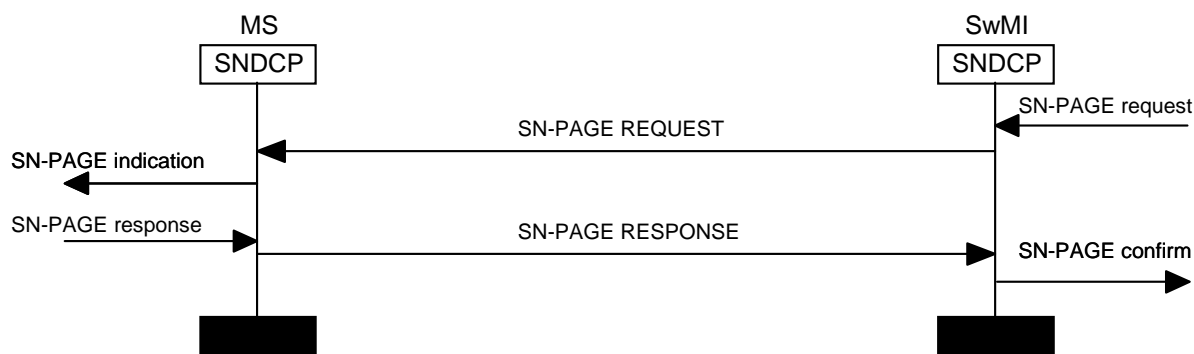 MS
SwMI
SNDCP
SNDCP
SN-PAGE request
SN-PAGE REQUEST
SN-PAGE indication
SN-PAGE response
SN-PAGE RESPONSE
SN-PAGE confirm